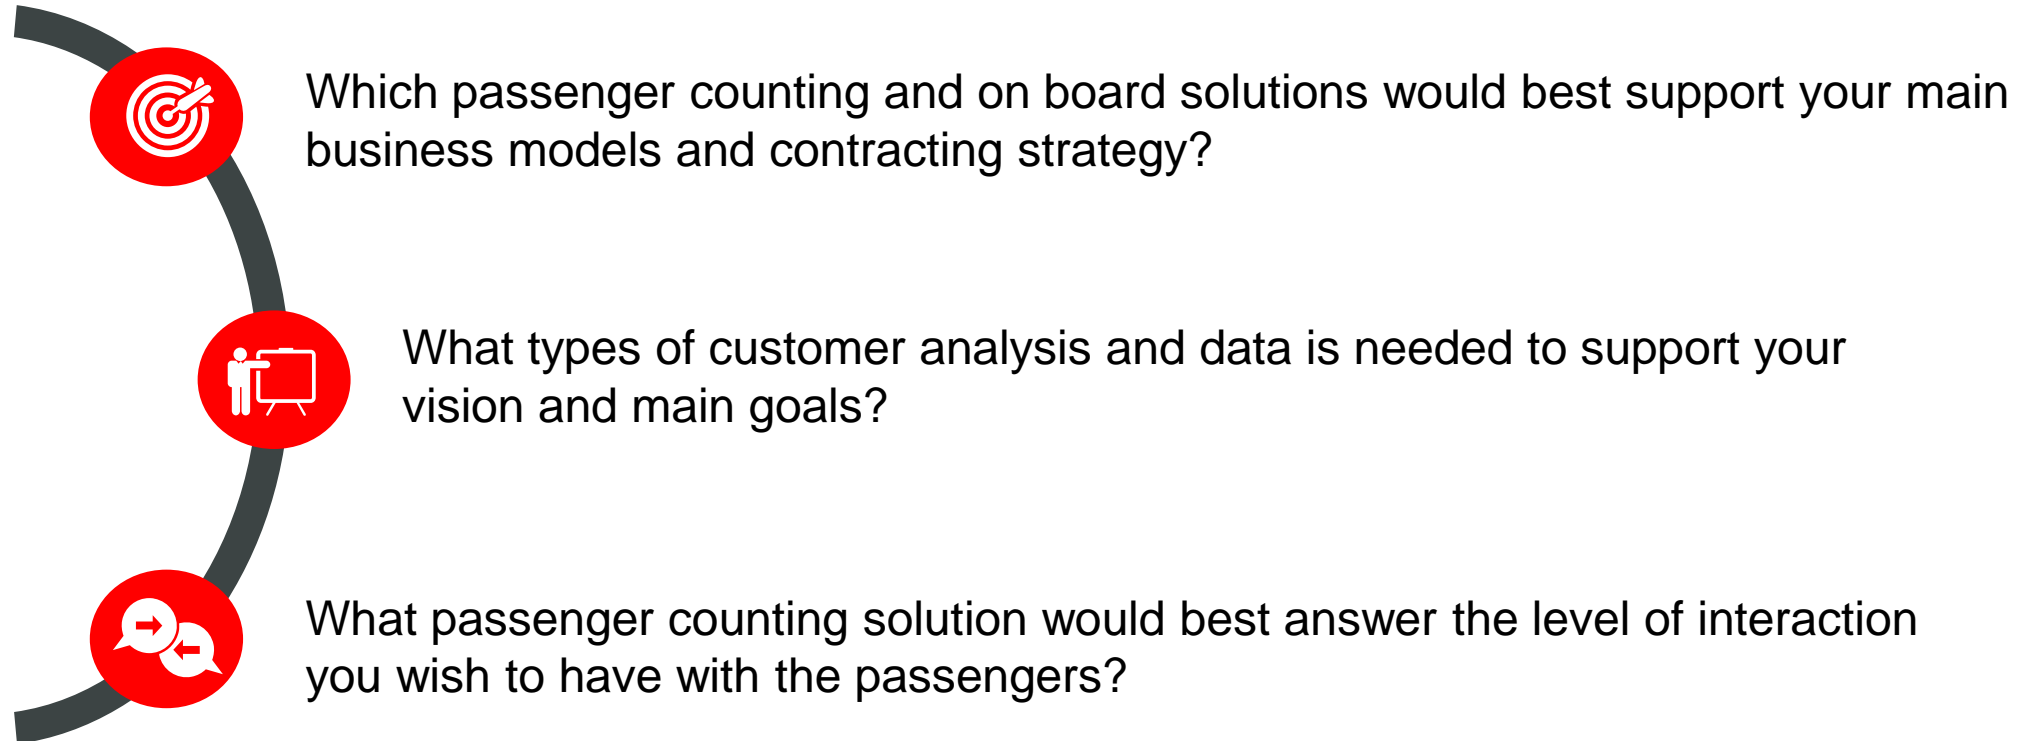 Which passenger counting and on board solutions would best support your main
business models and contracting strategy?
What types of customer analysis and data is needed to support your
vision and main goals?
What passenger counting solution would best answer the level of interaction
you wish to have with the passengers?